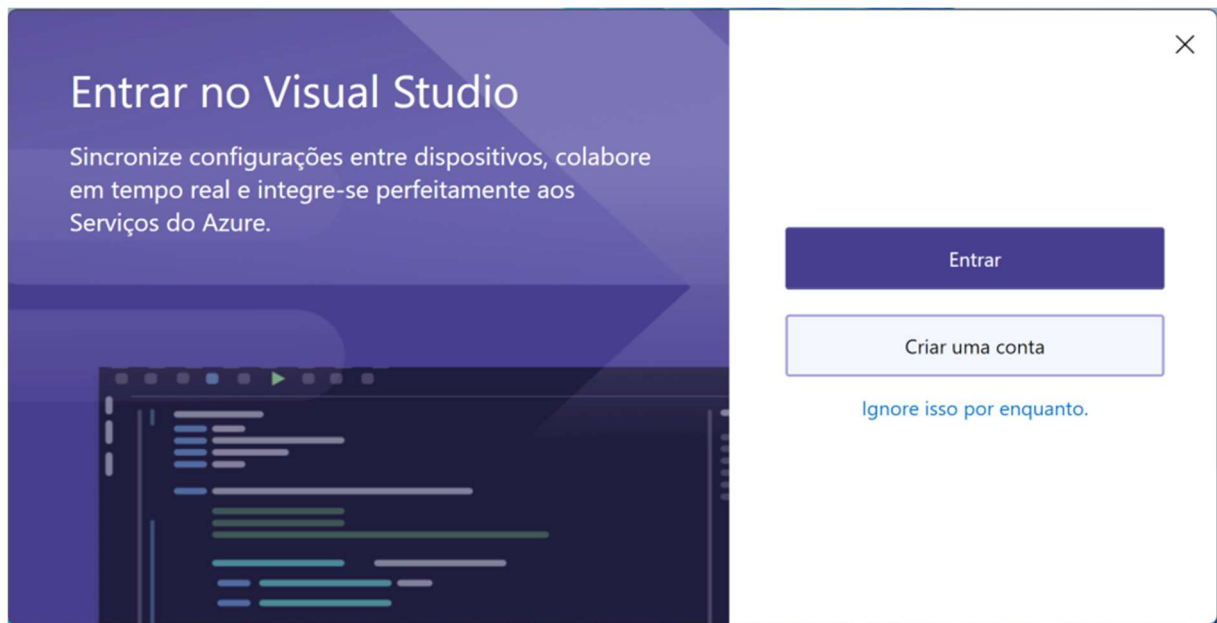 Entrar no Visual Studio
Sincronize configurações entre dispositivos, colabore
em tempo real e integre-se perfeitamente aos
Serviços do Azure.
Entrar
Criar uma conta
Ignore isso por enquanto.